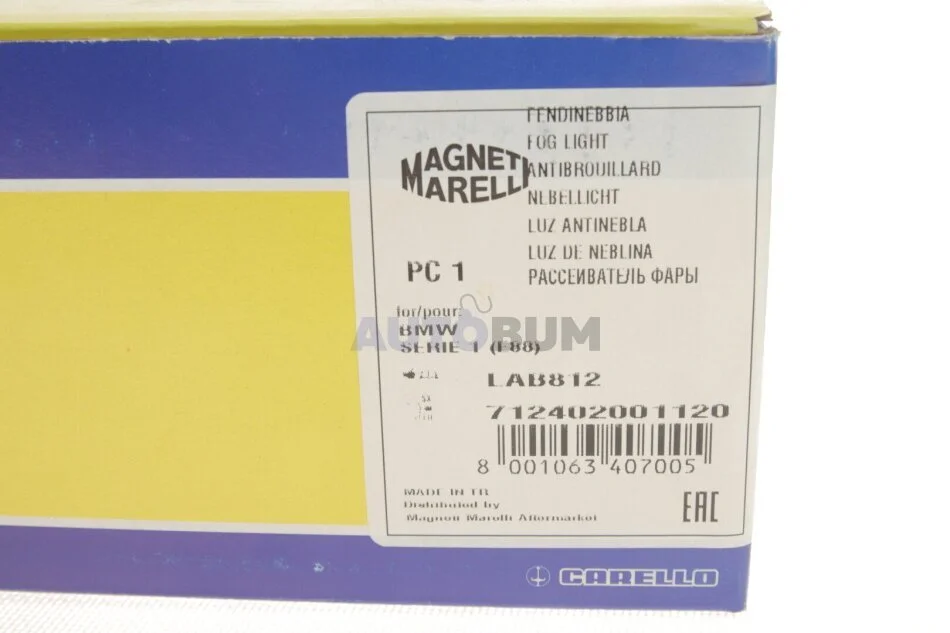 FENDINEBBIA
FOG LIGHT
ANTIBROUILLARD
NEBELLICHT
LUZ ANTINEBLA
LUZ DE NEBLINA
РАССЕИВАТЕЛЬ ФАРЫ
MAGNETI
MARELLI
PC 1
for/pour:
BMW
SERIE 1 (E88)
AUTOBUM
LAB812
712402001120
SX
LH
8 001063 407005
MADE IN TR
Distributed by
Magneti Marelli Aftermarket
EAC
CARELLO